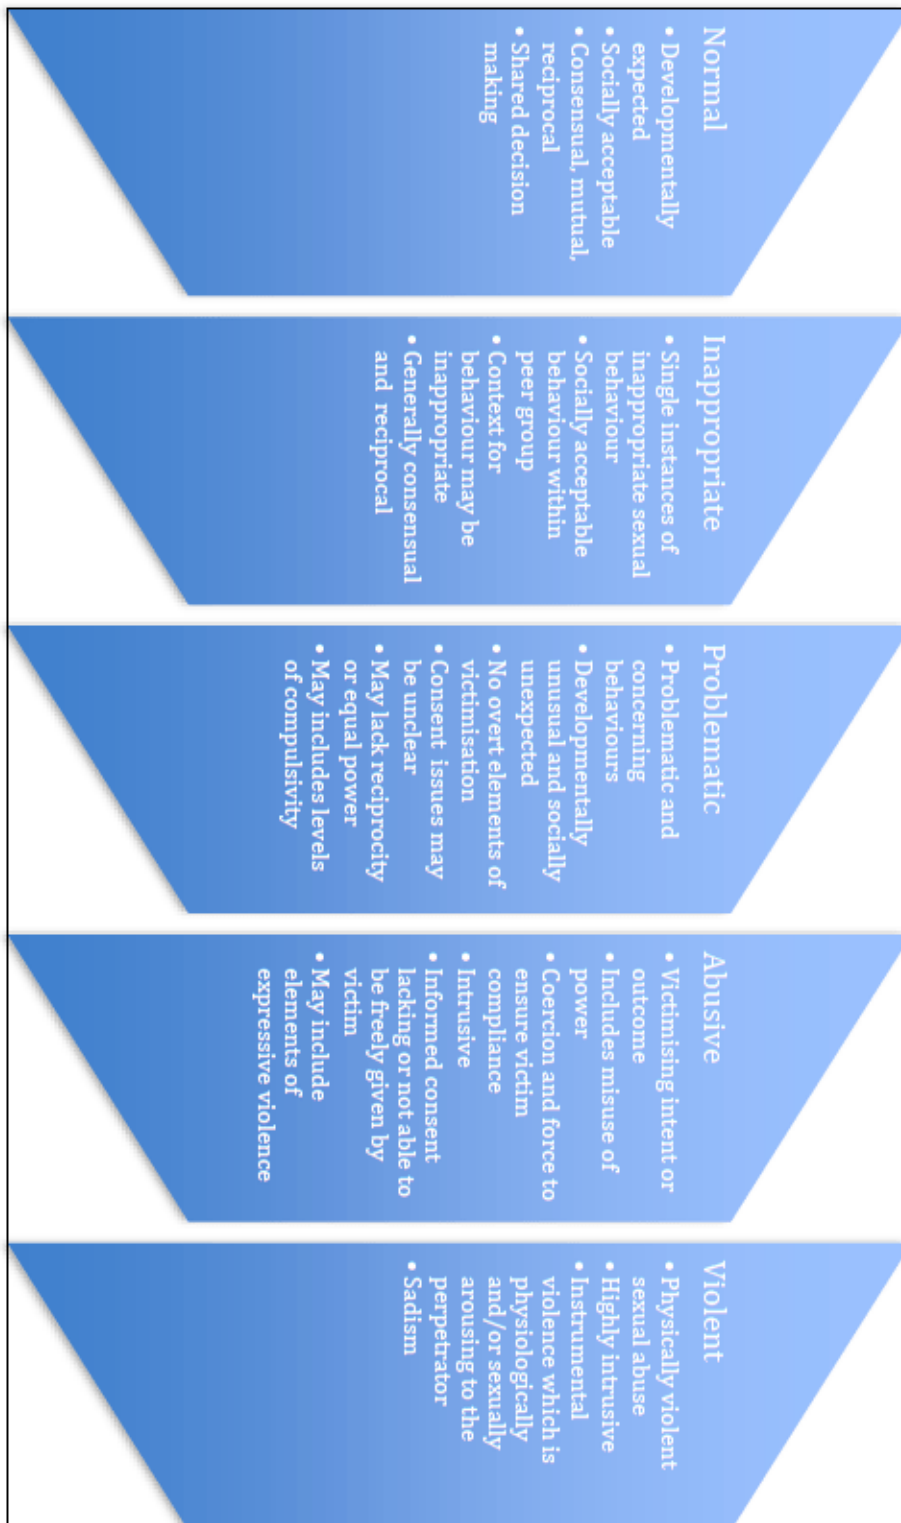 Normal
• Developmentally
expected
• Socially acceptable
• Consensual, mutual,
reciprocal
• Shared decision
making
Inappropriate
• Single instances of
inappropriate sexual
behaviour
• Socially acceptable
behaviour within
peer group
• Context for
behaviour may be
inappropriate
• Generally consensual
and reciprocal
Problematic
• Problematic and
concerning
behaviours
• Developmentally
unusual and socially
unexpected
• No overt elements of
victimisation
• Consent issues may
be unclear
• May lack reciprocity
or equal power
• May includes levels
of compulsivity
Abusive
• Victimising intent or
outcome
• Includes misuse of
power
• Coercion and force to
ensure victim
compliance
• Intrusive
• Informed consent
lacking or not able to
be freely given by
victim
• May include
elements of
expressive violence
Violent
• Physically violent
sexual abuse
• Highly intrusive
• Instrumental
violence which is
physiologically
and/or sexually
arousing to the
perpetrator
• Sadism